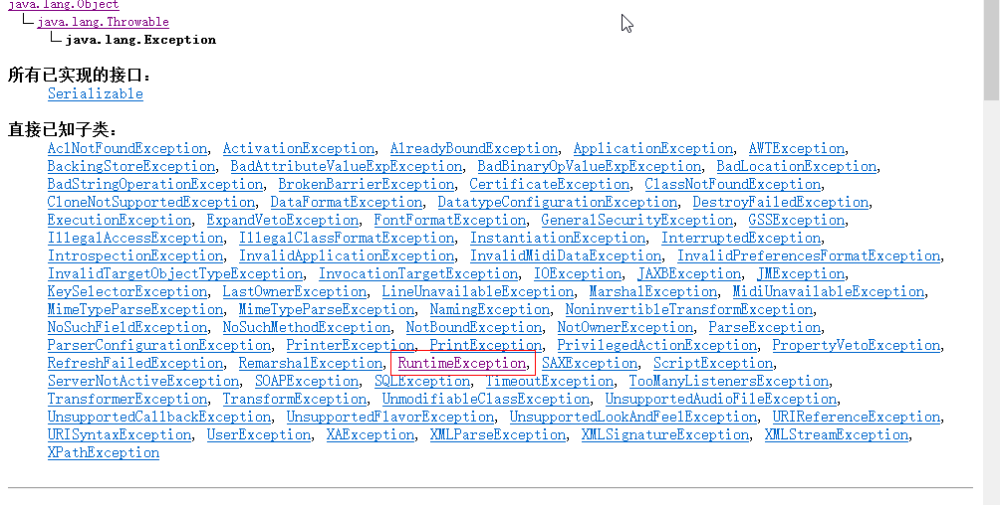 java.lang.Object
java.lang.Throwable
java.lang.Exception
所有已实现的接口：
Serializable
直接已知子类：
AclNotFoundException, ActivationException, AlreadyBoundException, ApplicationException, AWTException,
BackingStoreException, BadAttributeValueExpException, BadBinaryOpValueExpException, BadLocationException,
BadStringOperationException, BrokenBarrierException, CertificateException, ClassNotFoundException,
CloneNotSupportedException, DataFormatException, DatatypeConfigurationException, DestroyFailedException,
ExecutionException, ExpandVetoException, FontFormatException, GeneralSecurityException, GSSException,
IllegalAccessException, IllegalClassFormatException, InstantiationException, InterruptedException,
IntrospectionException, InvalidApplicationException, InvalidMidiDataException, InvalidPreferencesFormatException,
InvalidTargetObjectTypeException, InvocationTargetException, IOException, JAXBException, JMException,
KeySelectorException, LastOwnerException, LineUnavailableException, MarshalException, MidiUnavailableException,
MimeTypeParseException, MimeTypeParseException, NamingException, NoninvertibleTransformException,
NoSuchFieldException, NoSuchMethodException, NotBoundException, NotOwnerException, ParseException,
ParserConfigurationException, PrinterException, PrintException, PrivilegedActionException, PropertyVetoException,
RefreshFailedException, RemarshalException, RuntimeException, SAXException, ScriptException,
ServerNotActiveException, SOAPException, SQLException, TimeoutException, TooManyListenersException,
TransformerException, TransformException, UnmodifiableClassException, UnsupportedAudioFileException,
UnsupportedCallbackException, UnsupportedFlavorException, UnsupportedLookAndFeelException, URIReferenceException,
URISyntaxException, UserException, XAException, XMLParseException, XMLSignatureException, XMLStreamException,
XPathException